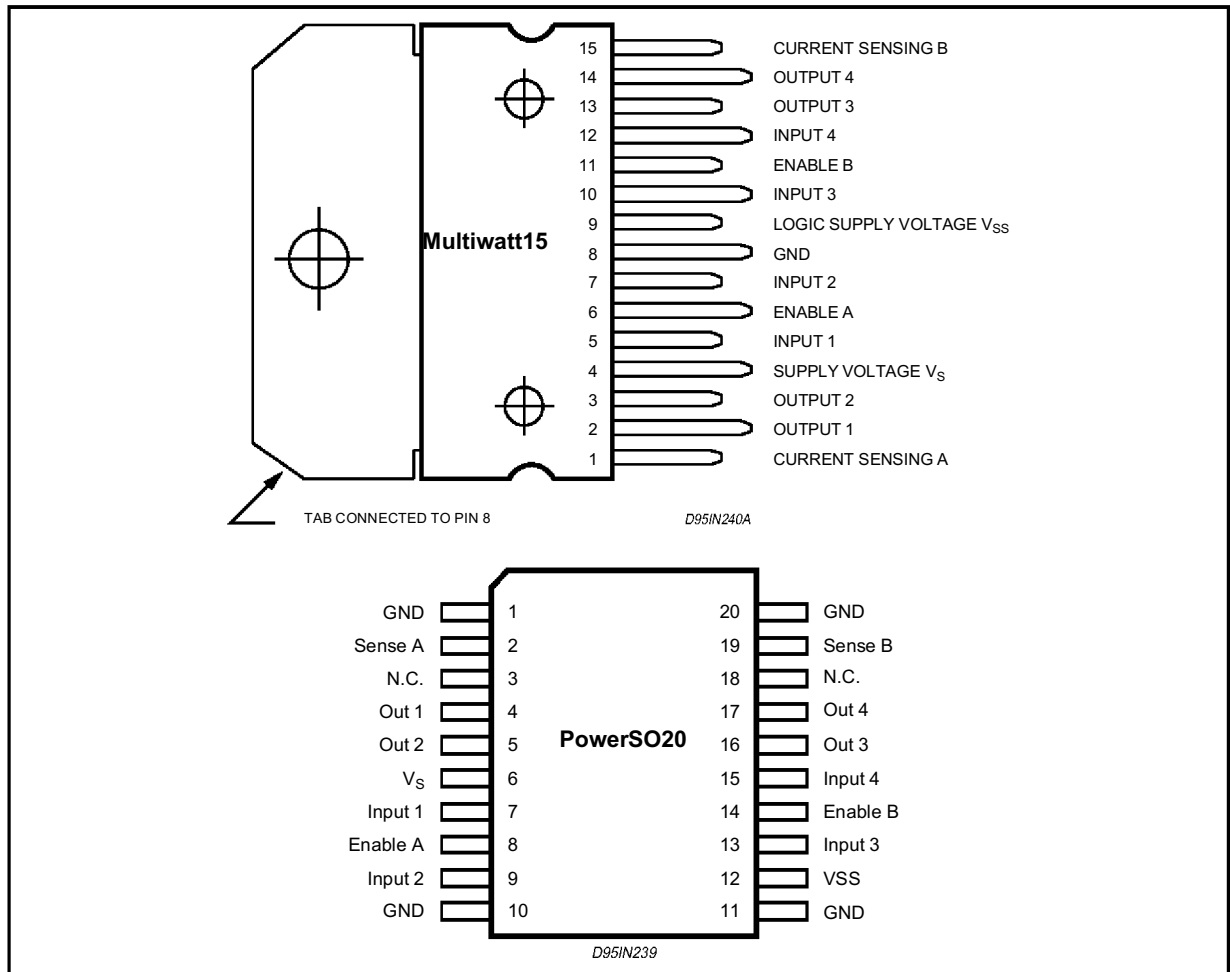 15 CURRENT SENSING B
14 OUTPUT 4
13 OUTPUT 3
12 INPUT 4
11 ENABLE B
10 INPUT 3
9 LOGIC SUPPLY VOLTAGE VSS
Multiwatt15
8 GND
7 INPUT 2
6 ENABLE A
5 INPUT 1
4 SUPPLY VOLTAGE VS
3 OUTPUT 2
2 OUTPUT 1
1 CURRENT SENSING A
TAB CONNECTED TO PIN 8
D95IN240A
GND 1 20 GND
Sense A 2 19 Sense B
N.C. 3 18 N.C.
Out 1 4 17 Out 4
PowerSO20
Out 2 5 16 Out 3
VS 6 15 Input 4
Input 1 7 14 Enable B
Enable A 8 13 Input 3
Input 2 9 12 VSS
GND 10 11 GND
D95IN239